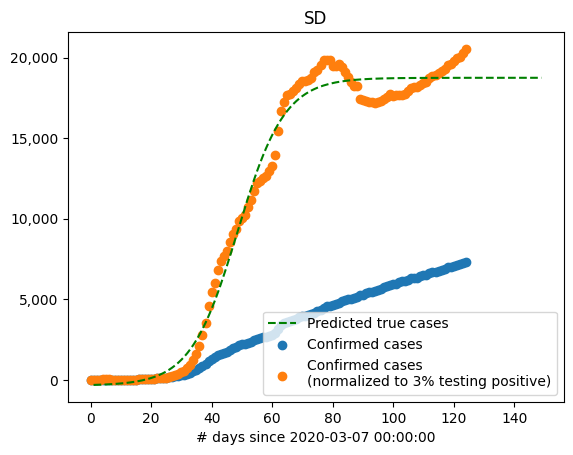 SD
20,000
15,000
10,000
5,000
0
Predicted true cases
Confirmed cases
Confirmed cases
(normalized to 3% testing positive)
0 20 40 60 80 100 120 140
# days since 2020-03-07 00:00:00